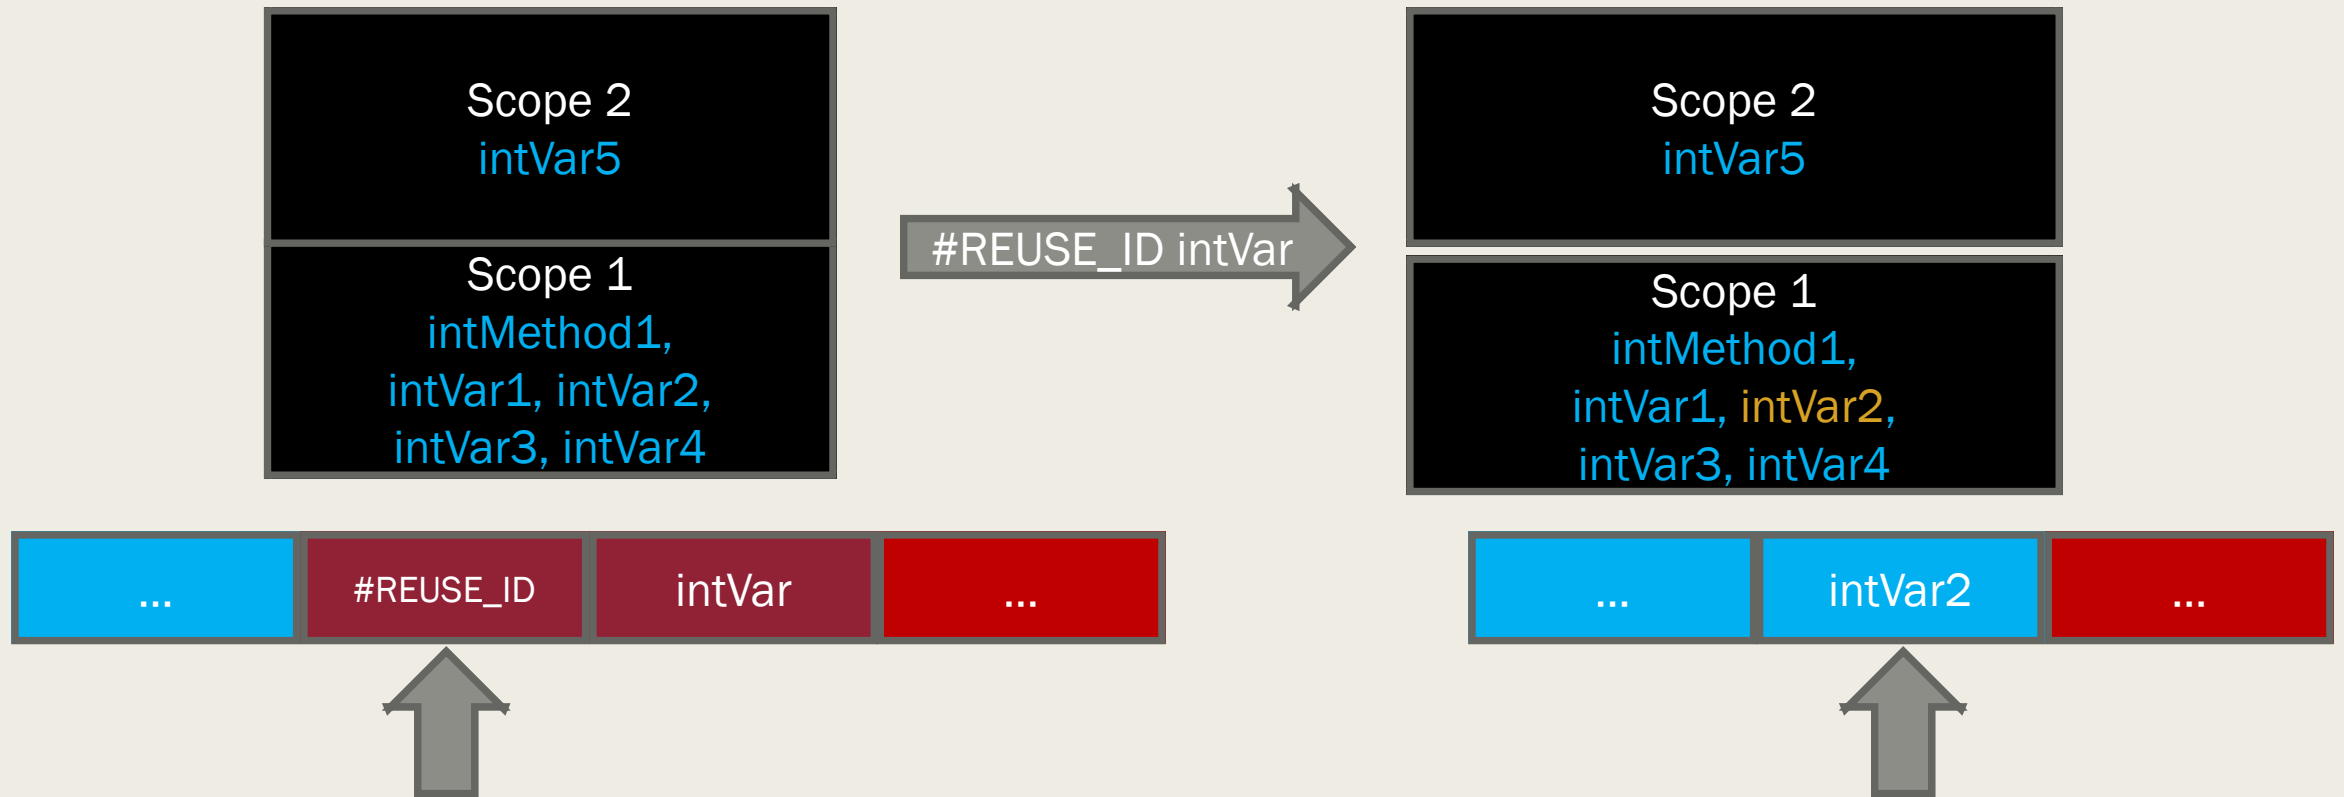 Scope 2
intVar5
Scope 1
intMethod1,
intVar1, intVar2,
intVar3, intVar4
#REUSE_ID intVar
Scope 2
intVar5
Scope 1
intMethod1,
intVar1, intVar2,
intVar3, intVar4
...
#REUSE_ID
intVar
...
...
intVar2
...